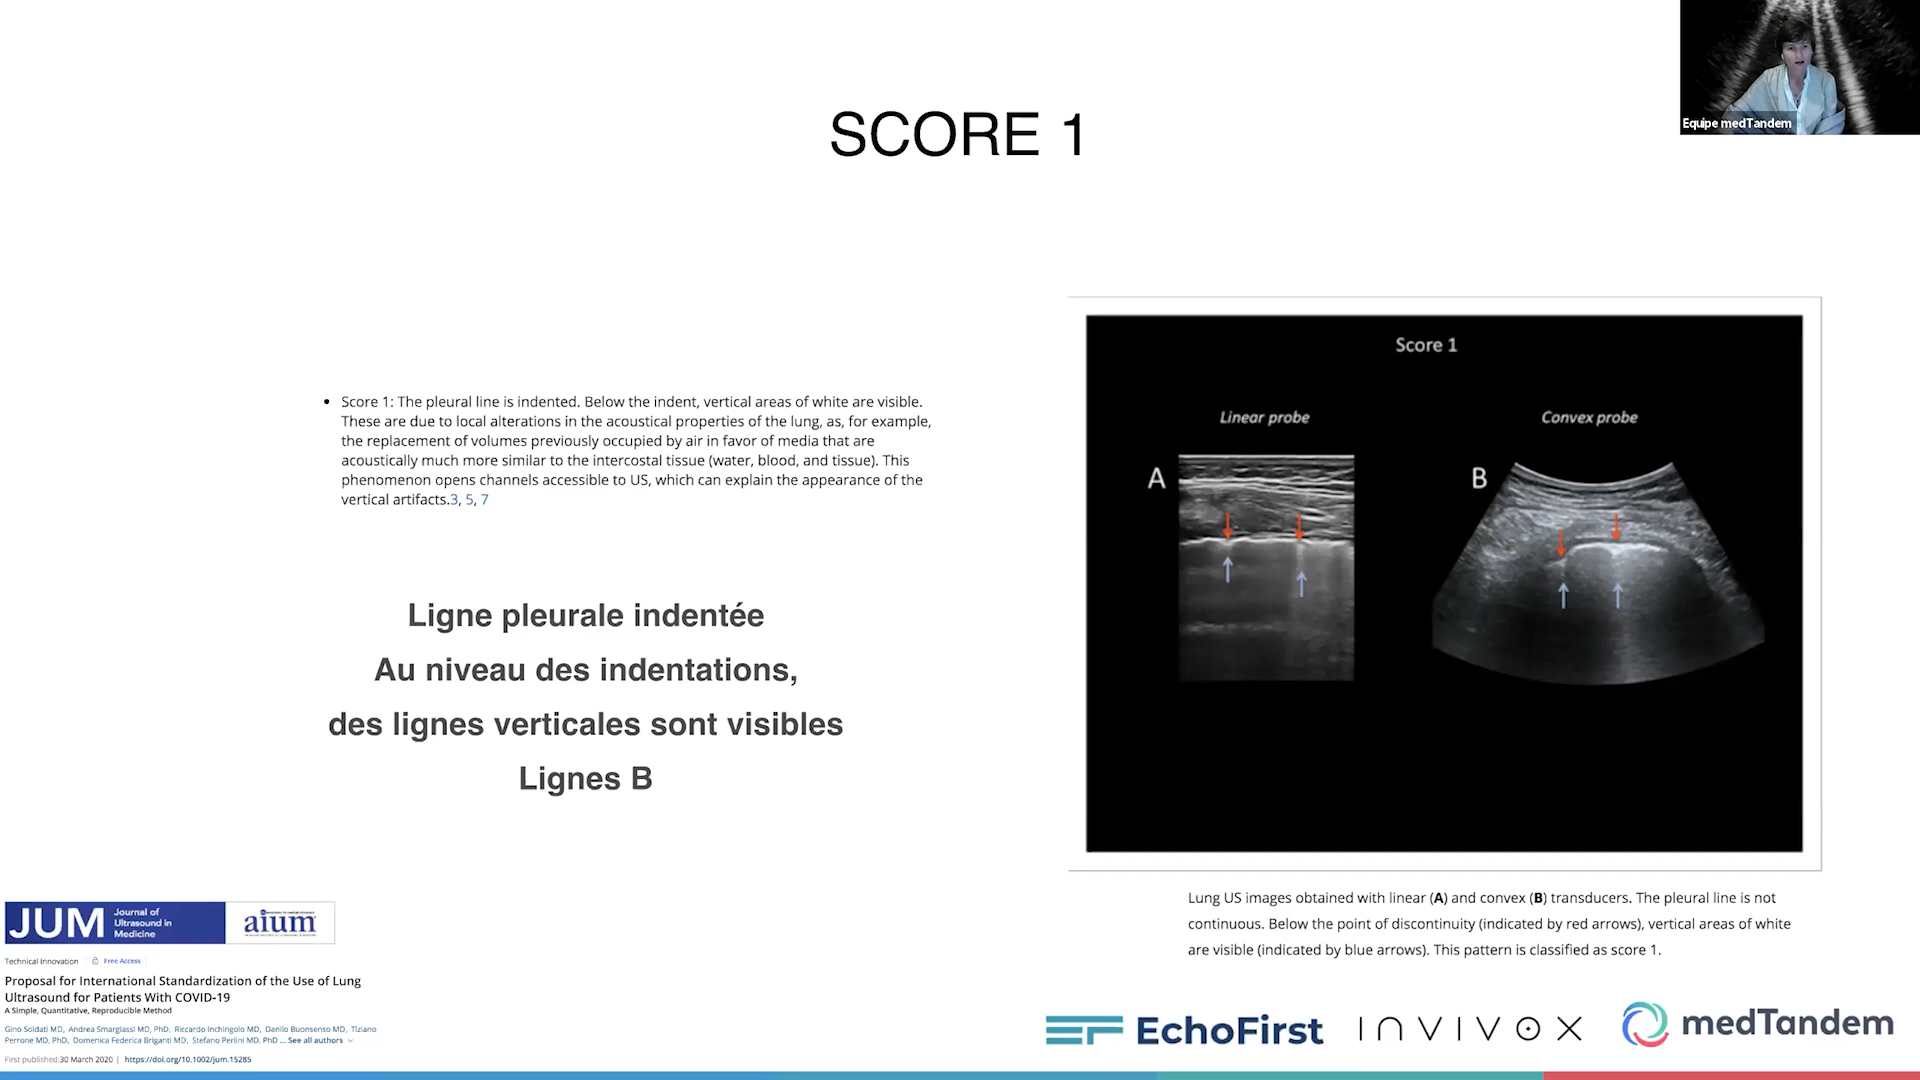 Equipe medTandem
SCORE 1
• Score 1: The pleural line is indented. Below the indent, vertical areas of white are visible.
These are due to local alterations in the acoustical properties of the lung, as, for example,
the replacement of volumes previously occupied by air in favor of media that are
acoustically much more similar to the intercostal tissue (water, blood, and tissue). This
phenomenon opens channels accessible to US, which can explain the appearance of the
vertical artifacts.3, 5, 7
Ligne pleurale indentée
Au niveau des indentations,
des lignes verticales sont visibles
Lignes B
Score 1
Linear probe
Convex probe
A
B
Lung US images obtained with linear (A) and convex (B) transducers. The pleural line is not
continuous. Below the point of discontinuity (indicated by red arrows), vertical areas of white
are visible (indicated by blue arrows). This pattern is classified as score 1.
JUM
Journal of
Ultrasound in
Medicine
aium
Technical Innovation
Free Access
Proposal for International Standardization of the Use of Lung
Ultrasound for Patients With COVID-19
A Simple, Quantitative, Reproducible Method
Gino Soldati MD, Andrea Smargiassi MD, PhD, Riccardo Inchingolo MD, Danilo Buonsenso MD, Tiziano
Perrone MD, PhD, Domenica Federica Briganti MD, Stefano Perlini MD, PhD ... See all authors
First published:30 March 2020 | https://doi.org/10.1002/jum.15285
EchoFirst
INVIVOX
medTandem